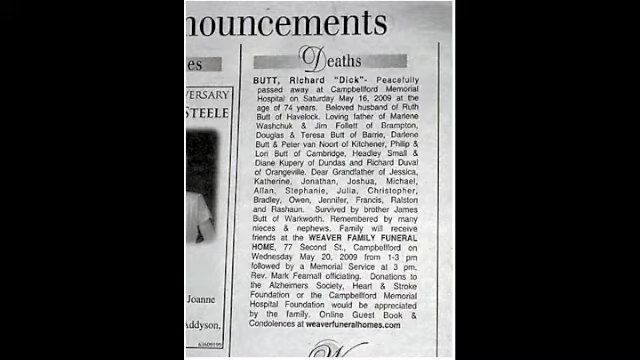 nouncements
es
Deaths
VERSARY
STEELE
BUTT, Richard "Dick"- Peacefully
passed away at Campbellford Memorial
Hospital on Saturday May 16, 2009 at the
age of 74 years. Beloved husband of Ruth
Butt of Havelock. Loving father of Marlene
Washchuk & Jim Follett of Brampton,
Douglas & Teresa Butt of Barrie, Darlene
Butt & Peter van Noort of Kitchener, Philip &
Lori Butt of Cambridge, Headley Small &
Diane Kupery of Dundas and Richard Duval
of Orangeville. Dear Grandfather of Jessica,
Katherine, Jonathan, Joshua, Michael,
Allan, Stephanie, Julia, Christopher,
Bradley, Owen, Jennifer, Francis, Ralston
and Rashaun. Survived by brother James
Butt of Warkworth. Remembered by many
nieces & nephews. Family will receive
friends at the WEAVER FAMILY FUNERAL
HOME, 77 Second St., Campbellford on
Wednesday May 20, 2009 from 1-3 pm
followed by a Memorial Service at 3 pm.
Rev. Mark Fearnall officiating. Donations to
the Alzheimers Society, Heart & Stroke
Foundation or the Campbellford Memorial
Hospital Foundation would be appreciated
by the family. Online Guest Book &
Condolences at weaverfuneralhomes.com
Joanne
Addyson,